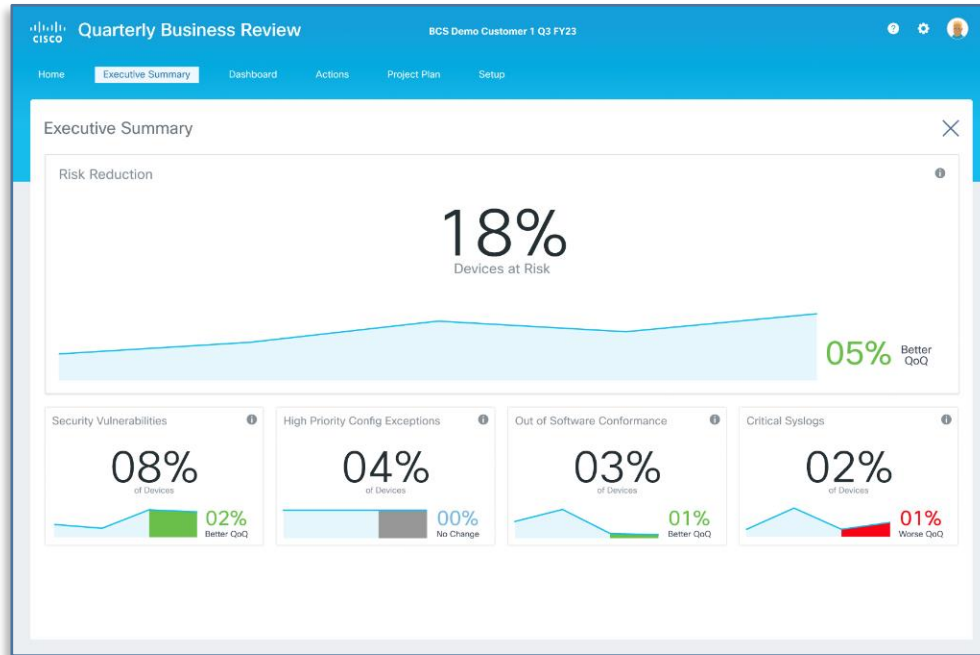 CISCO
Quarterly Business Review
BCS Demo Customer 1 Q3 FY23
Home
Executive Summary
Dashboard
Actions
Project Plan
Setup
Executive Summary
Risk Reduction
18%
Devices at Risk
05%
Better
QoQ
Security Vulnerabilities
08%
of Devices
02%
Better QoQ
High Priority Config Exceptions
04%
of Devices
00%
No Change
Out of Software Conformance
03%
of Devices
01%
Better QoQ
Critical Syslogs
02%
of Devices
01%
Worse QoQ